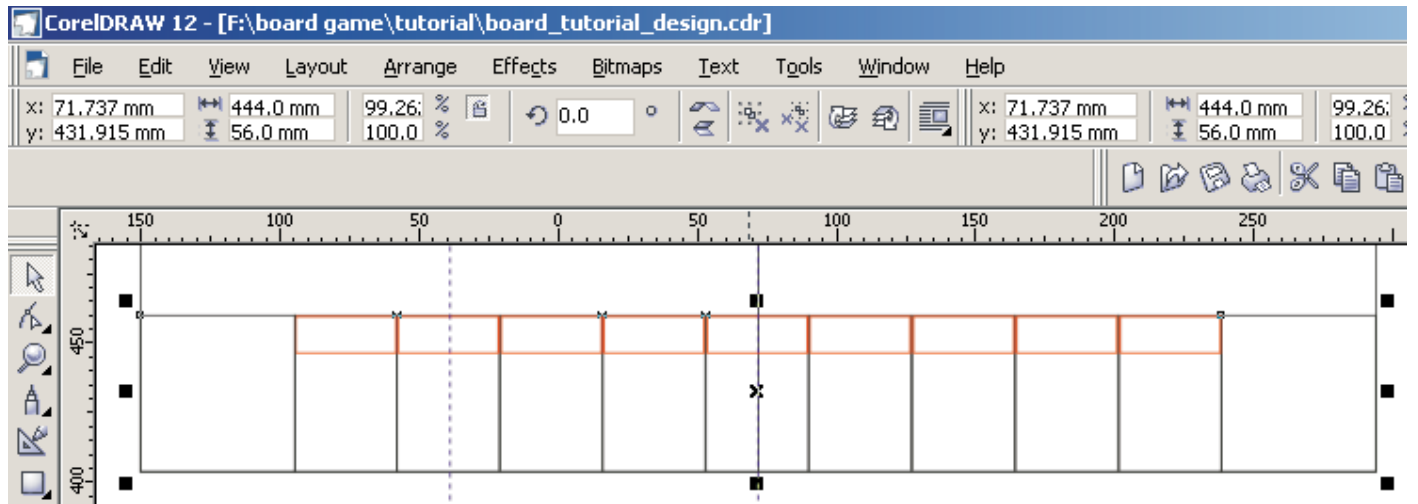 CorelDRAW 12 - [F:\board game\tutorial\board_tutorial_design.cdr]
File Edit View Layout Arrange Effects Bitmaps Text Tools Window Help
x: 71.737 mm 444.0 mm 99.26 % 0.0 ° x: 71.737 mm 444.0 mm 99.26
y: 431.915 mm 56.0 mm 100.0 % y: 431.915 mm 56.0 mm 100.0
150 100 50 0 50 100 150 200 250
450
400